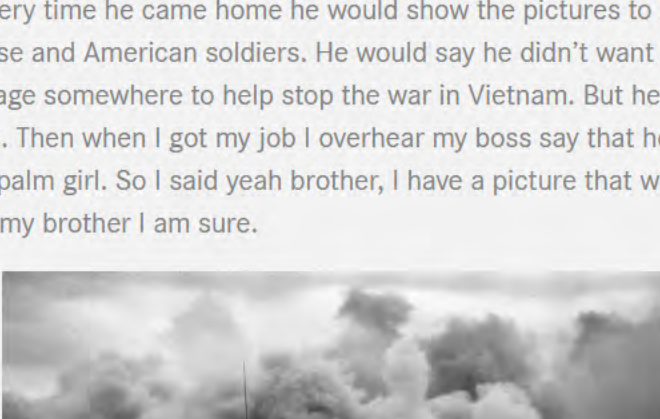 ery time he came home he would show the pictures to
se and American soldiers. He would say he didn’t want
age somewhere to help stop the war in Vietnam. But he
. Then when I got my job I overhear my boss say that he
palm girl. So I said yeah brother, I have a picture that w
my brother I am sure.